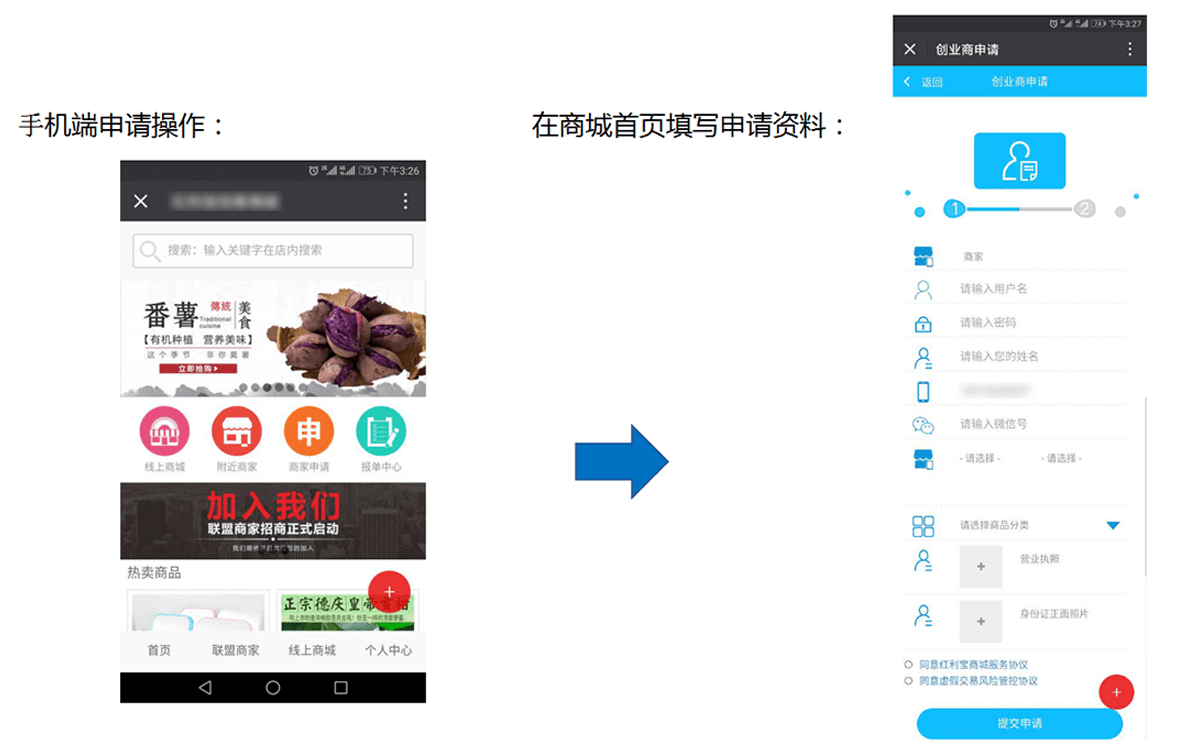 手机端申请操作：
下午3:26
搜索：输入关键字在店内搜索
番薯
傳統
Traditional
cuisine
美食
【有机种植 营养美味】
这个季节 非你莫薯
立即抢购
申
线上商城 附近商家 商家申请 报单中心
加入我们
联盟商家招商正式启动
热卖商品
+
正宗德庆皇帝贡柑
首页 联盟商家 线上商城 个人中心
在商城首页填写申请资料：
下午3:27
创业商申请
返回 创业商申请
1 2
商家
请输入用户名
请输入密码
请输入您的姓名
请输入微信号
- 请选择 - - 请选择 -
请选择商品分类
+ 营业执照
+ 身份证正面照片
同意红利宝商城服务协议
同意虚假交易风险管控协议
+
提交申请